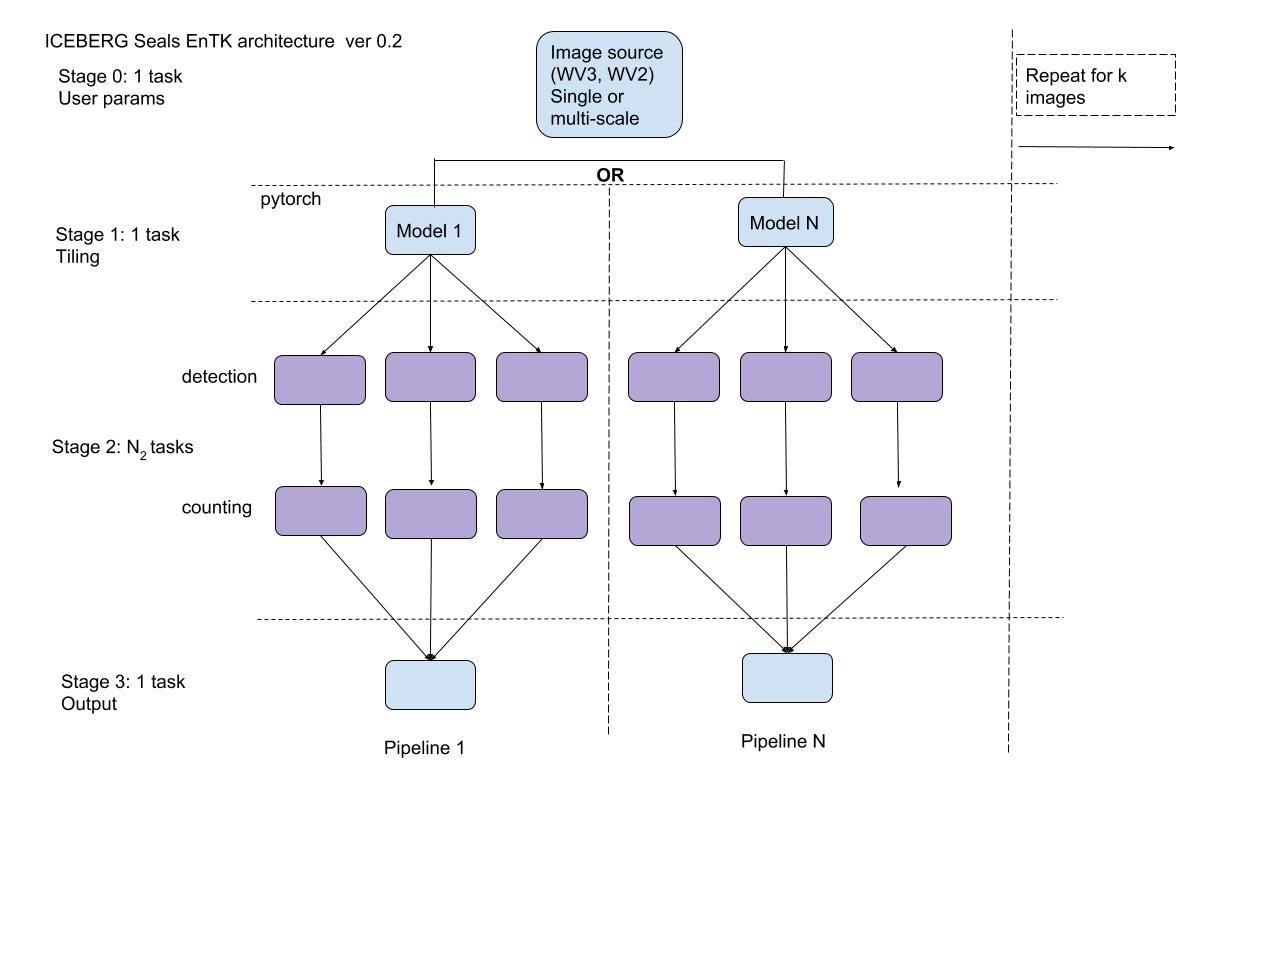 ICEBERG Seals EnTK architecture  ver 0.2
Stage 0: 1 task
User params
Image source
(WV3, WV2)
Single or
multi-scale
Repeat for k
images
OR
pytorch
Model 1
Model N
Stage 1: 1 task
Tiling
detection
Stage 2: N₂ tasks
counting
Stage 3: 1 task
Output
Pipeline 1
Pipeline N